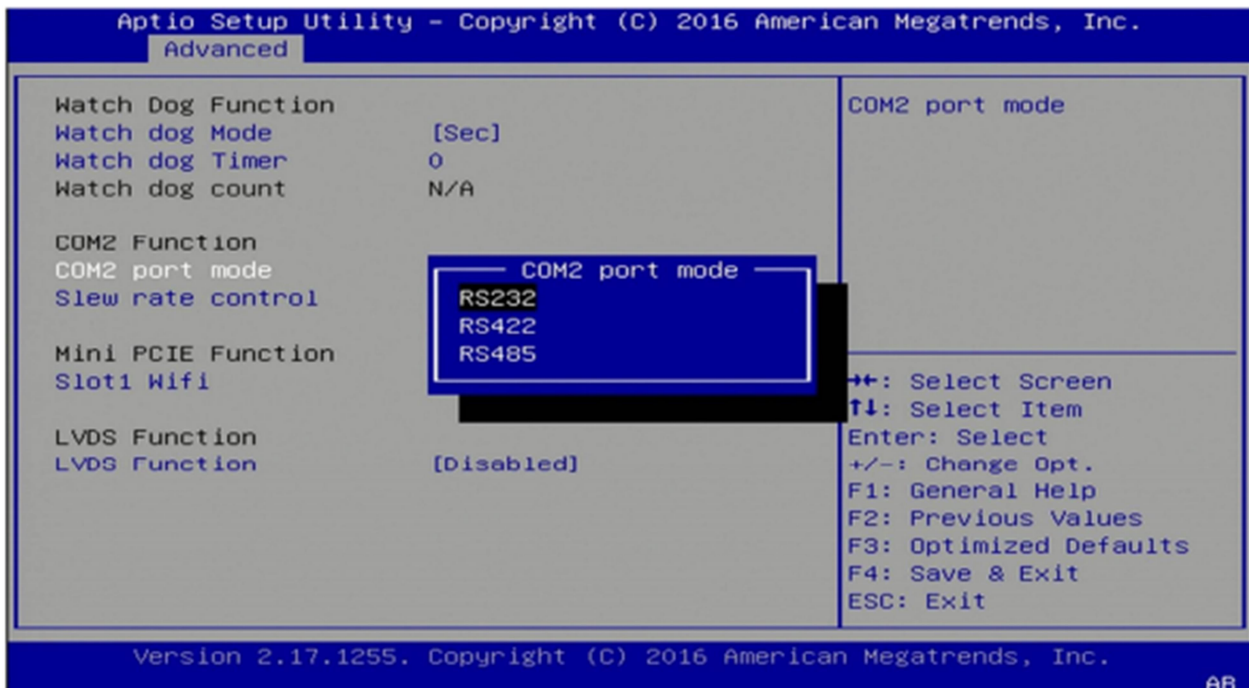 Aptio Setup Utility – Copyright (C) 2016 American Megatrends, Inc.
Advanced
Watch Dog Function
Watch dog Mode [Sec]
Watch dog Timer 0
Watch dog count N/A
COM2 Function
COM2 port mode
Slew rate control
Mini PCIE Function
Slot1 Wifi
LVDS Function
LVDS Function [Disabled]
COM2 port mode
RS232
RS422
RS485
COM2 port mode
→←: Select Screen
↑↓: Select Item
Enter: Select
+/-: Change Opt.
F1: General Help
F2: Previous Values
F3: Optimized Defaults
F4: Save & Exit
ESC: Exit
Version 2.17.1255. Copyright (C) 2016 American Megatrends, Inc.
AB